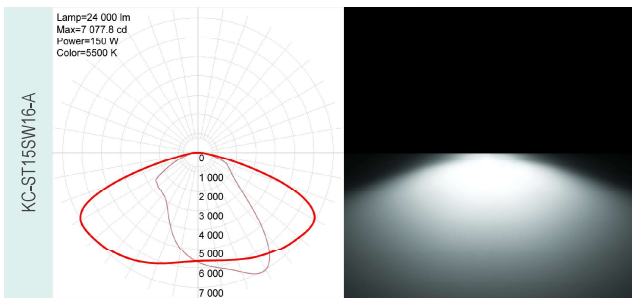 KC-ST15SW16-A
Lamp=24 000 lm
Max=7 077.8 cd
Power=150 W
Color=5500 K
0
1 000
2 000
3 000
4 000
5 000
6 000
7 000